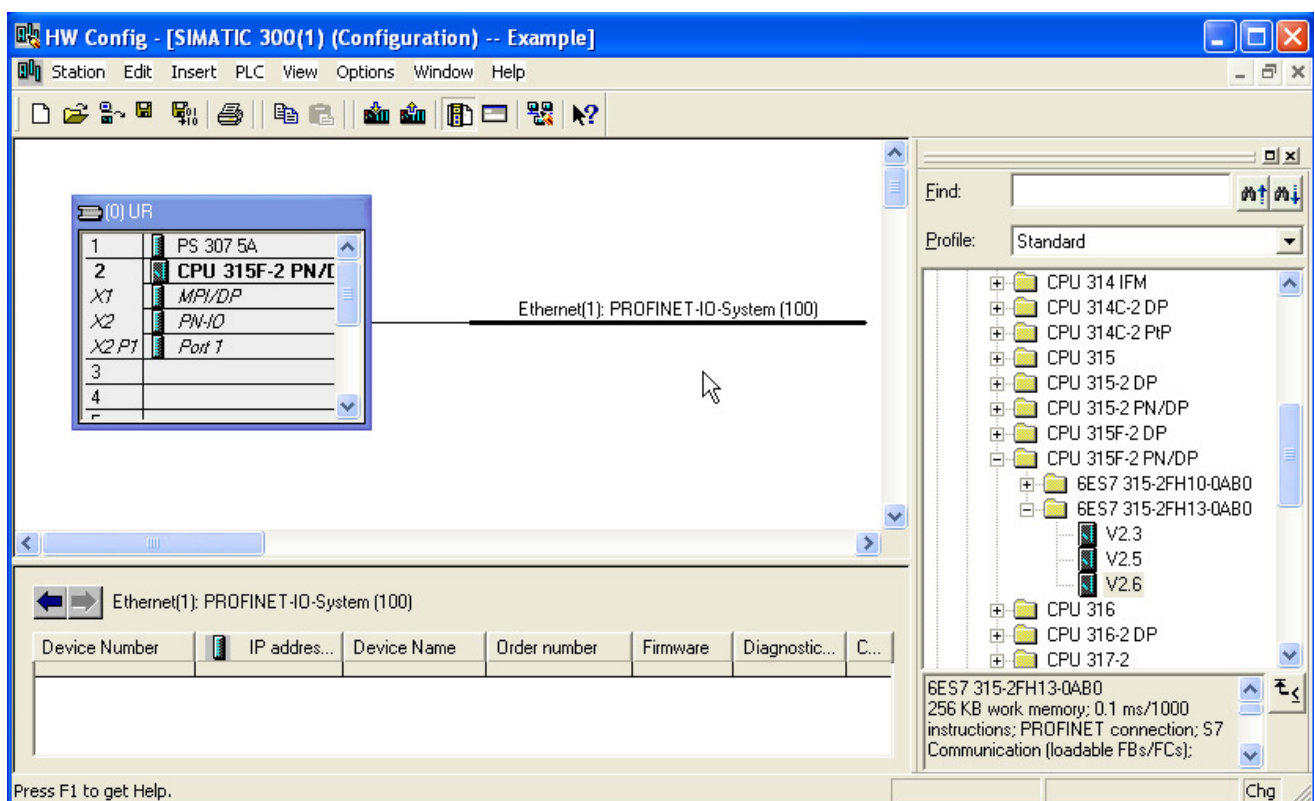 HW Config - [SIMATIC 300(1) (Configuration) -- Example]
Station Edit Insert PLC View Options Window Help
(0) UR
1 PS 307 5A
2 CPU 315F-2 PN/D
X1 MPI/DP
X2 PN-IO
X2 P1 Port 1
3
4
Ethernet(1): PROFINET-IO-System (100)
Find:
Profile: Standard
CPU 314 IFM
CPU 314C-2 DP
CPU 314C-2 PtP
CPU 315
CPU 315-2 DP
CPU 315-2 PN/DP
CPU 315F-2 DP
CPU 315F-2 PN/DP
6ES7 315-2FH10-0AB0
6ES7 315-2FH13-0AB0
V2.3
V2.5
V2.6
CPU 316
CPU 316-2 DP
CPU 317-2
6ES7 315-2FH13-0AB0
256 KB work memory; 0.1 ms/1000
instructions; PROFINET connection; S7
Communication (loadable FBs/FCs);
Ethernet(1): PROFINET-IO-System (100)
Device Number IP addres... Device Name Order number Firmware Diagnostic... C...
Press F1 to get Help.
Chg